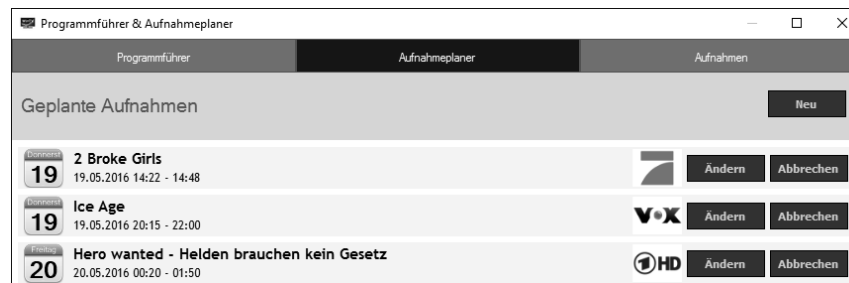 Programmführer & Aufnahmeplaner
Programmführer Aufnahmeplaner Aufnahmen
Geplante Aufnahmen Neu
Donnerst
19 2 Broke Girls
19.05.2016 14:22 - 14:48 Ändern Abbrechen
Donnerst
19 Ice Age
19.05.2016 20:15 - 22:00 VOX Ändern Abbrechen
Freitag
20 Hero wanted - Helden brauchen kein Gesetz
20.05.2016 00:20 - 01:50 1 HD Ändern Abbrechen